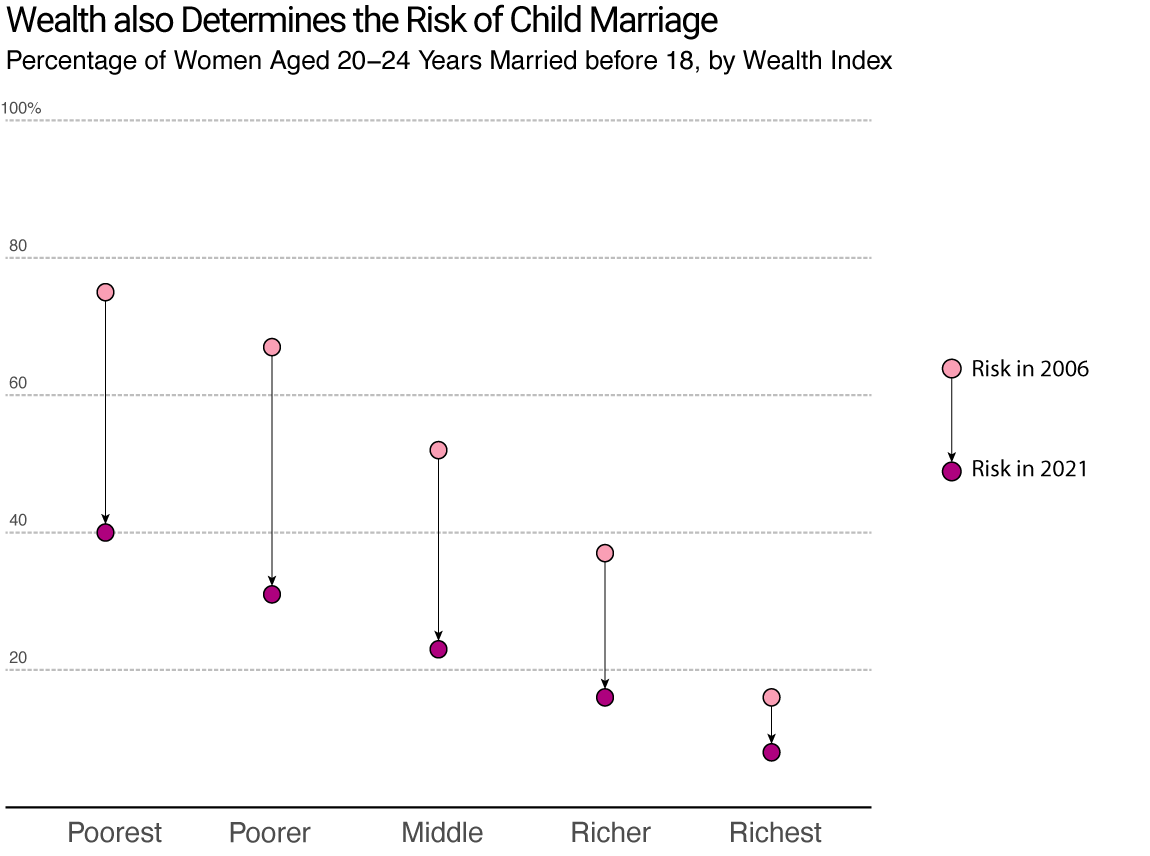 Wealth also Determines the Risk of Child Marriage
Percentage of Women Aged 20–24 Years Married before 18, by Wealth Index
100%
80
60
40
20
Risk in 2006
Risk in 2021
Poorest
Poorer
Middle
Richer
Richest